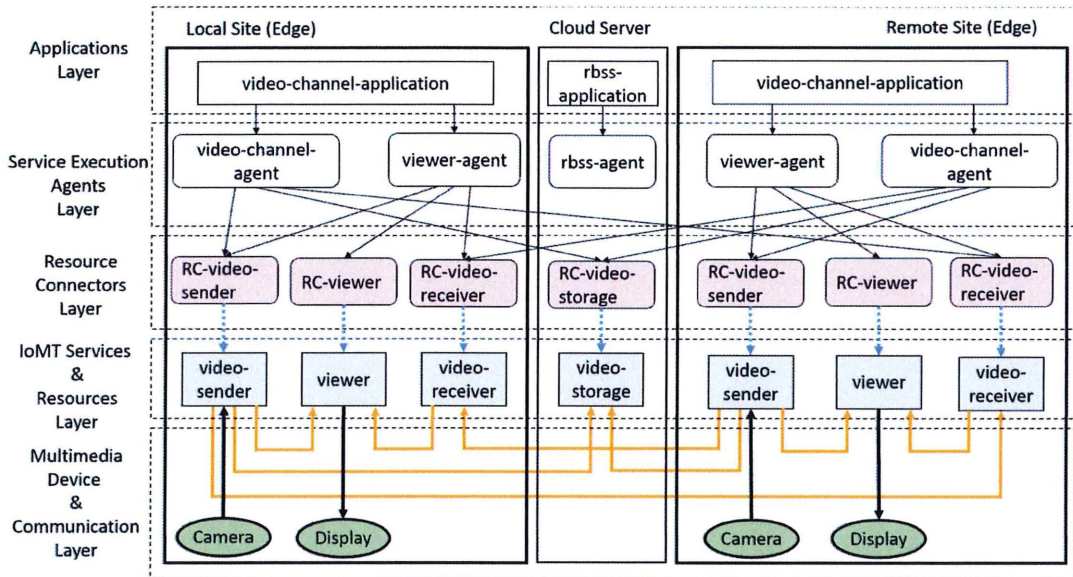 Local Site (Edge)
Cloud Server
Remote Site (Edge)
Applications
Layer
video-channel-application
rbss-
application
video-channel-application
Service Execution
Agents
Layer
video-channel-
agent
viewer-agent
rbss-agent
viewer-agent
video-channel-
agent
Resource
Connectors
Layer
RC-video-
sender
RC-viewer
RC-video-
receiver
RC-video-
storage
RC-video-
sender
RC-viewer
RC-video-
receiver
IoMT Services
&
Resources
Layer
video-
sender
viewer
video-
receiver
video-
storage
video-
sender
viewer
video-
receiver
Multimedia
Device
&
Communication
Layer
Camera
Display
Camera
Display